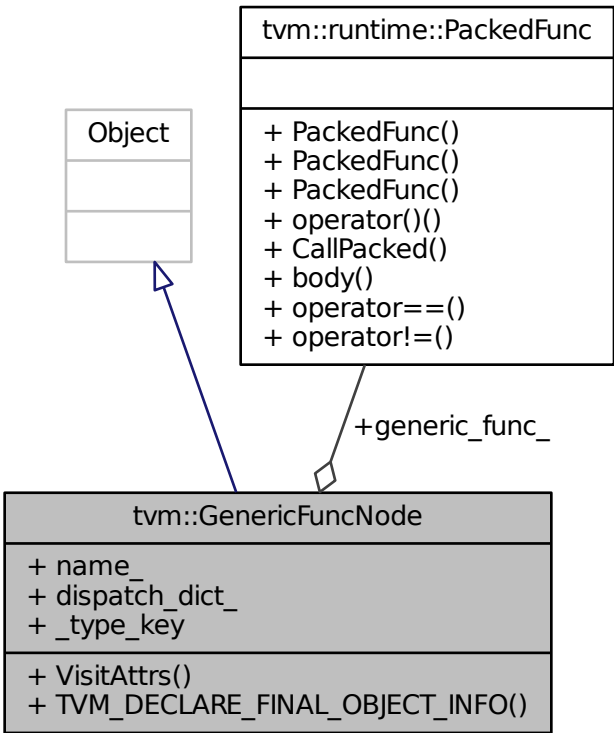 tvm::runtime::PackedFunc
+ PackedFunc()
+ PackedFunc()
+ PackedFunc()
+ operator()()
+ CallPacked()
+ body()
+ operator==()
+ operator!=()
Object
+generic_func_
tvm::GenericFuncNode
+ name_
+ dispatch_dict_
+ _type_key
+ VisitAttrs()
+ TVM_DECLARE_FINAL_OBJECT_INFO()